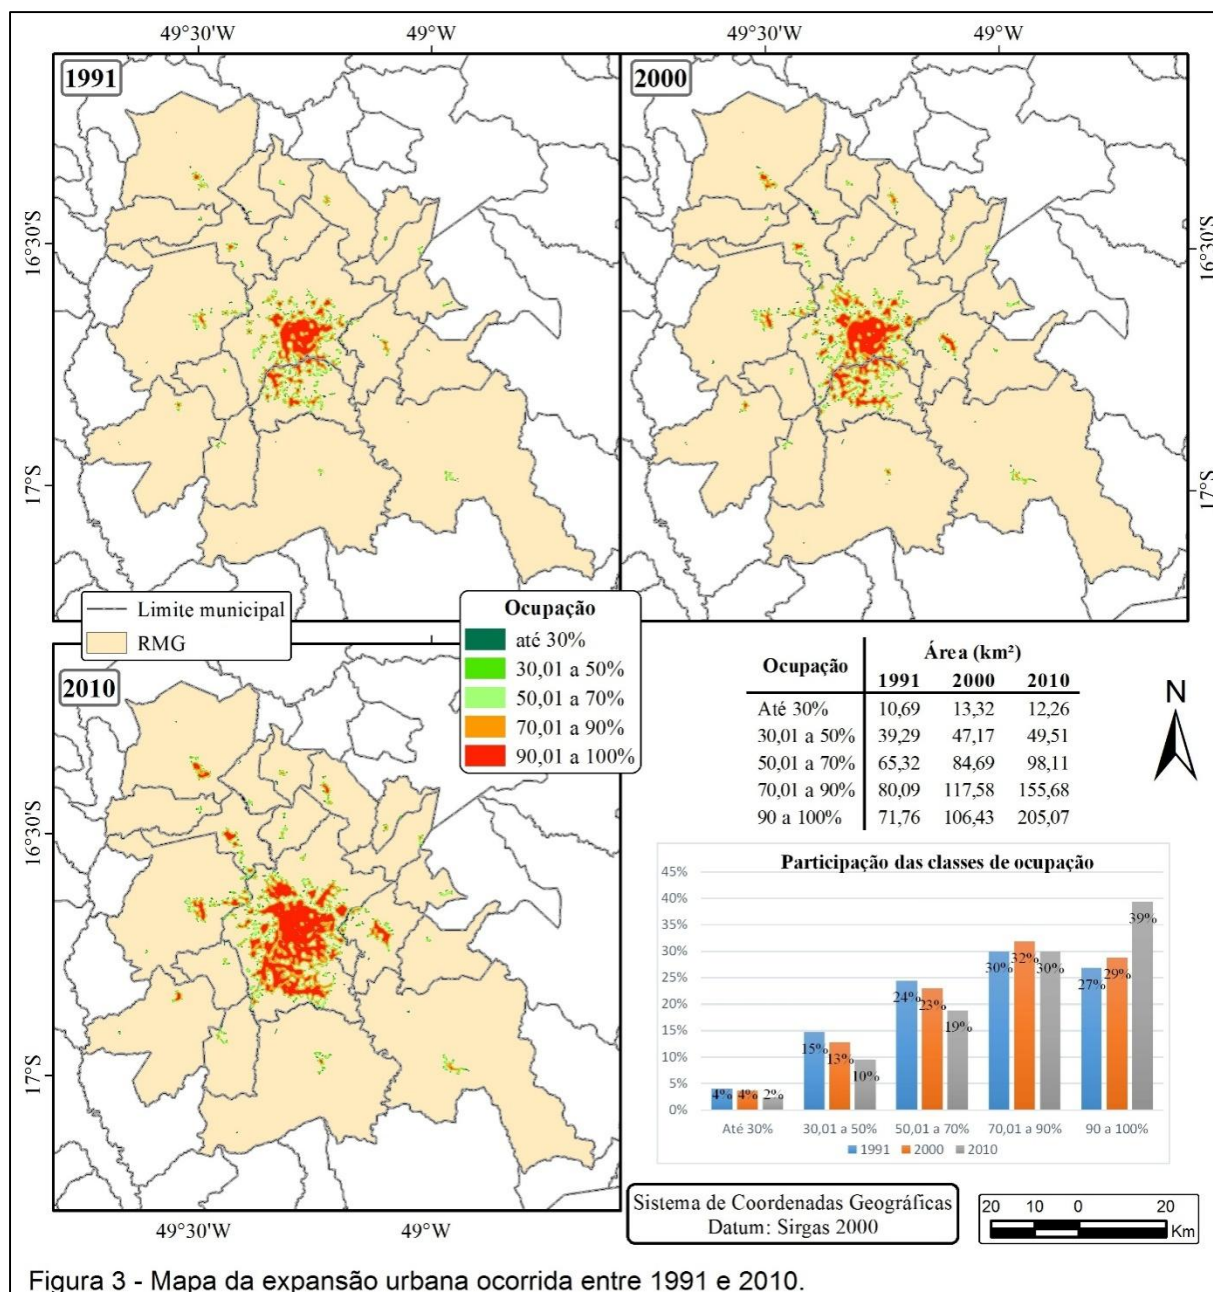 49°30'W 49°W 49°30'W 49°W
1991 2000
16°30'S 16°30'S
17°S 17°S
Limite municipal
RMG
Ocupação
até 30%
30,01 a 50%
50,01 a 70%
70,01 a 90%
90,01 a 100%
2010
16°30'S
17°S
49°30'W 49°W
Ocupação Área (km²)
1991 2000 2010
Até 30% 10,69 13,32 12,26
30,01 a 50% 39,29 47,17 49,51
50,01 a 70% 65,32 84,69 98,11
70,01 a 90% 80,09 117,58 155,68
90 a 100% 71,76 106,43 205,07
N
Participação das classes de ocupação
45%
40%
35%
30%
25%
20%
15%
10%
5%
0%
4% 4% 2%
15% 13% 10%
24% 23% 19%
30% 32% 30%
27% 29% 39%
Até 30% 30,01 a 50% 50,01 a 70% 70,01 a 90% 90 a 100%
1991 2000 2010
Sistema de Coordenadas Geográficas
Datum: Sirgas 2000
20 10 0 20
Km
Figura 3 - Mapa da expansão urbana ocorrida entre 1991 e 2010.